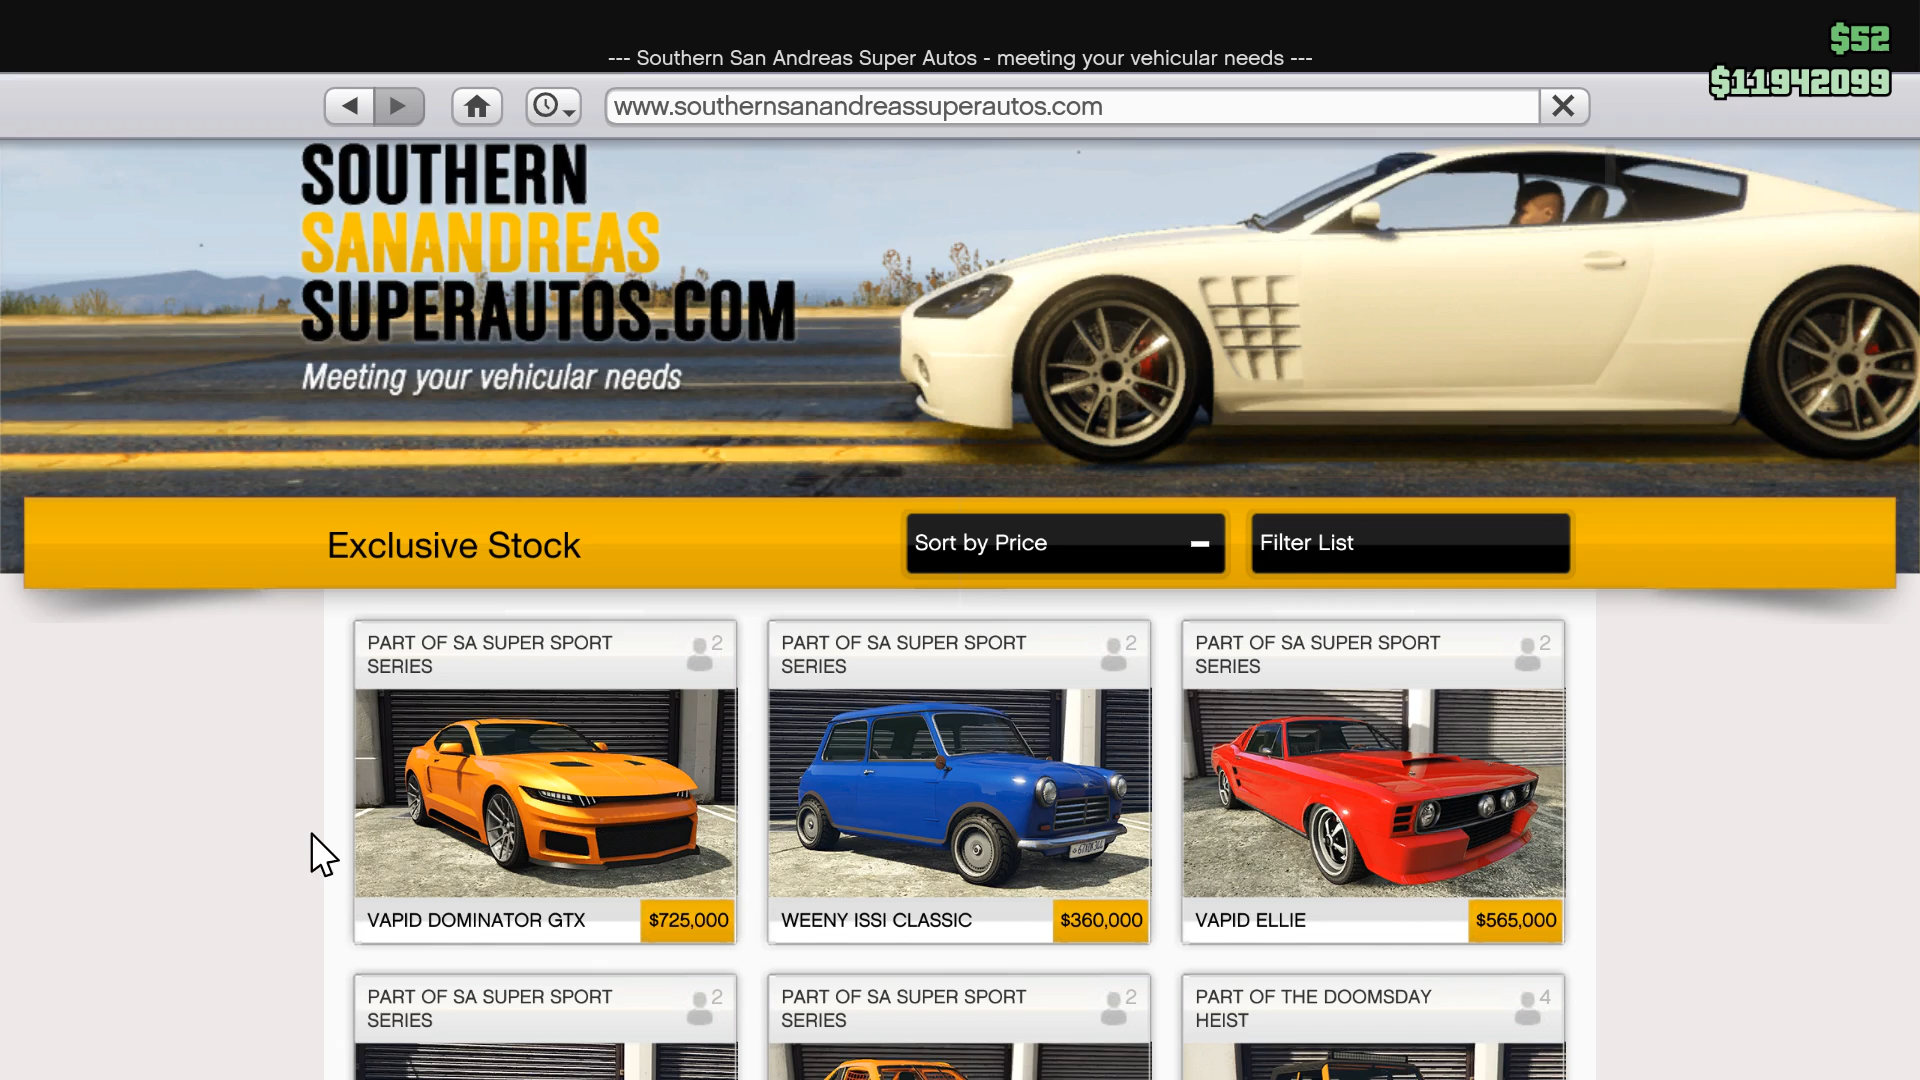 $52
--- Southern San Andreas Super Autos - meeting your vehicular needs ---
$11942099
www.southernsanandreassuperautos.com
SOUTHERN
SANANDREAS
SUPERAUTOS.COM
Meeting your vehicular needs
Exclusive Stock
Sort by Price
Filter List
PART OF SA SUPER SPORT
SERIES
2
VAPID DOMINATOR GTX
$725,000
PART OF SA SUPER SPORT
SERIES
2
WEENY ISSI CLASSIC
$360,000
PART OF SA SUPER SPORT
SERIES
2
VAPID ELLIE
$565,000
PART OF SA SUPER SPORT
SERIES
2
PART OF SA SUPER SPORT
SERIES
2
PART OF THE DOOMSDAY
HEIST
4